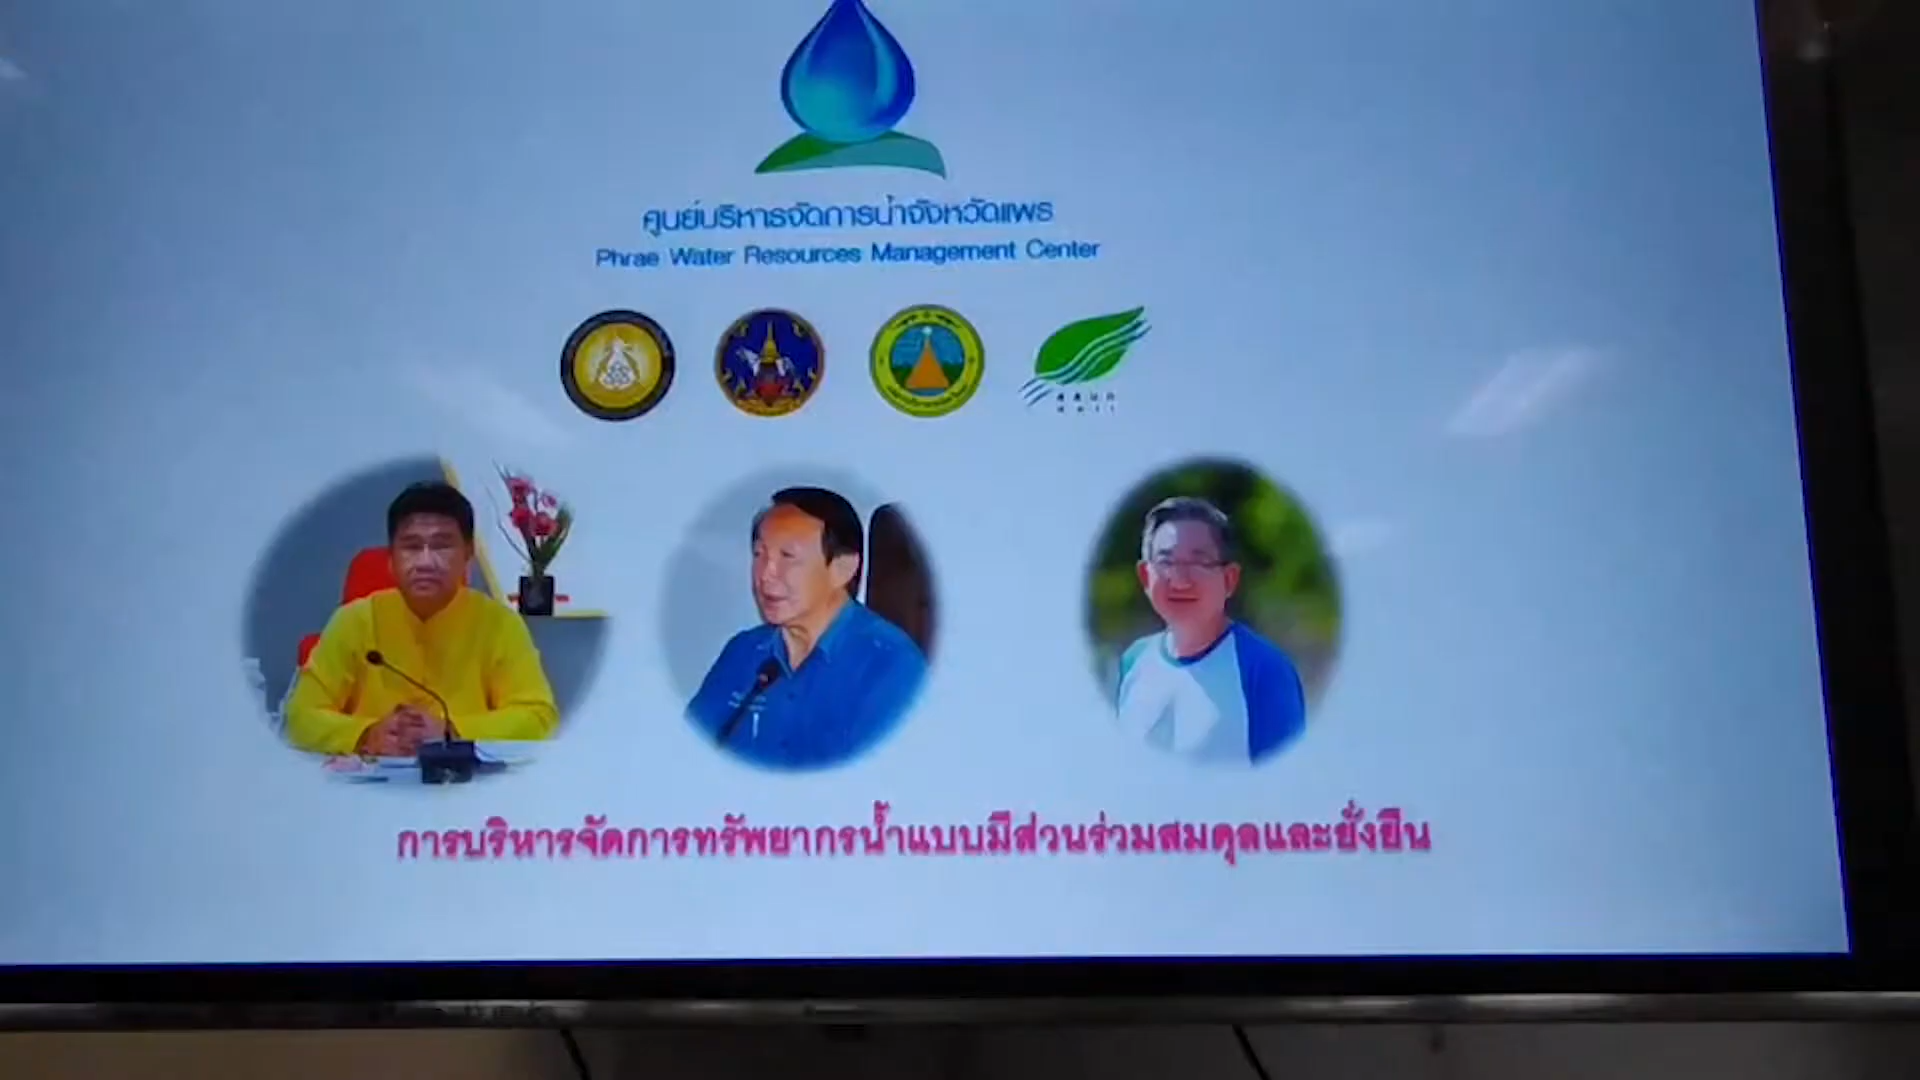 ศูนย์บริหารจัดการน้ำจังหวัดแพร่
Phrae Water Resources Management Center
การบริหารจัดการทรัพยากรน้ำแบบมีส่วนร่วมสมดุลและยั่งยืน